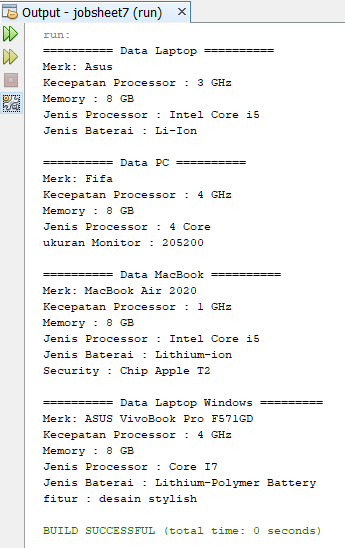 Output - jobsheet7 (run)
run:
========== Data Laptop ==========
Merk: Asus
Kecepatan Processor : 3 GHz
Memory : 8 GB
Jenis Processor : Intel Core i5
Jenis Baterai : Li-Ion
========== Data PC ==========
Merk: Fifa
Kecepatan Processor : 4 GHz
Memory : 8 GB
Jenis Processor : 4 Core
ukuran Monitor : 205200
========== Data MacBook ==========
Merk: MacBook Air 2020
Kecepatan Processor : 1 GHz
Memory : 8 GB
Jenis Processor : Intel Core i5
Jenis Baterai : Lithium-ion
Security : Chip Apple T2
========== Data Laptop Windows =========
Merk: ASUS VivoBook Pro F571GD
Kecepatan Processor : 4 GHz
Memory : 8 GB
Jenis Processor : Core I7
Jenis Baterai : Lithium-Polymer Battery
fitur : desain stylish
BUILD SUCCESSFUL (total time: 0 seconds)